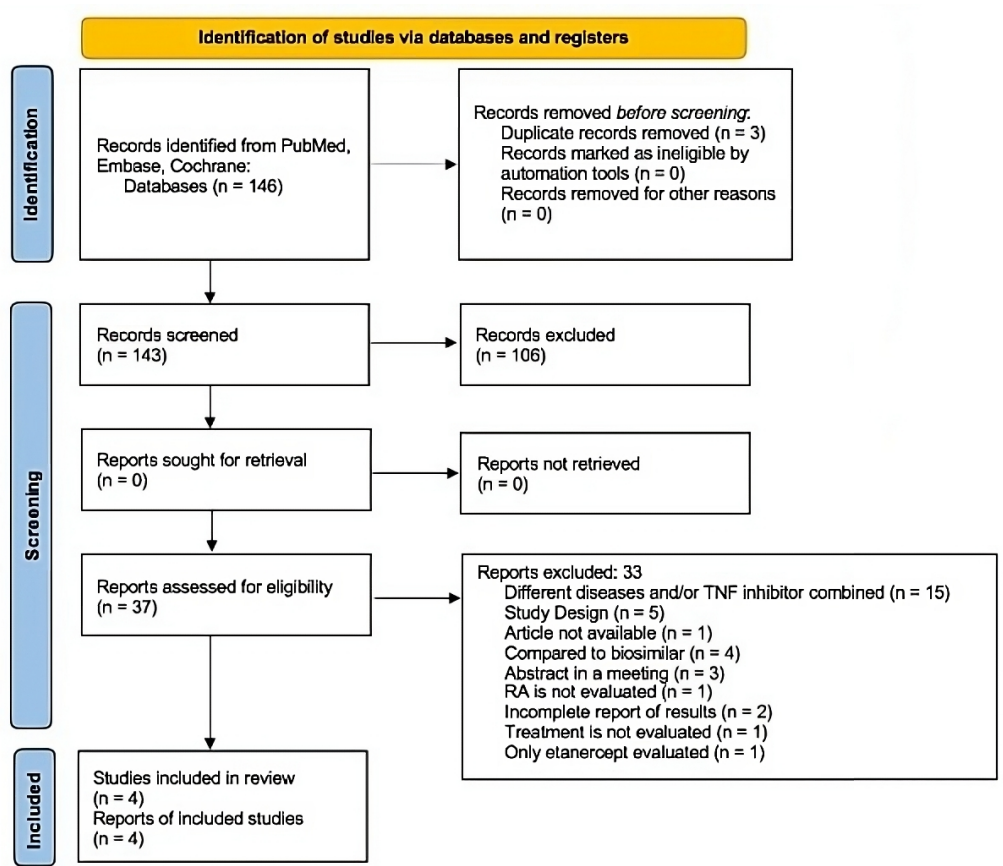 Identification of studies via databases and registers
Identification
Records identified from PubMed,
Embase, Cochrane:
Databases (n = 146)
Records removed before screening:
Duplicate records removed (n = 3)
Records marked as ineligible by
automation tools (n = 0)
Records removed for other reasons
(n = 0)
Screening
Records screened
(n = 143)
Records excluded
(n = 106)
Reports sought for retrieval
(n = 0)
Reports not retrieved
(n = 0)
Reports assessed for eligibility
(n = 37)
Reports excluded: 33
Different diseases and/or TNF inhibitor combined (n = 15)
Study Design (n = 5)
Article not available (n = 1)
Compared to biosimilar (n = 4)
Abstract in a meeting (n = 3)
RA is not evaluated (n = 1)
Incomplete report of results (n = 2)
Treatment is not evaluated (n = 1)
Only etanercept evaluated (n = 1)
Included
Studies included in review
(n = 4)
Reports of included studies
(n = 4)